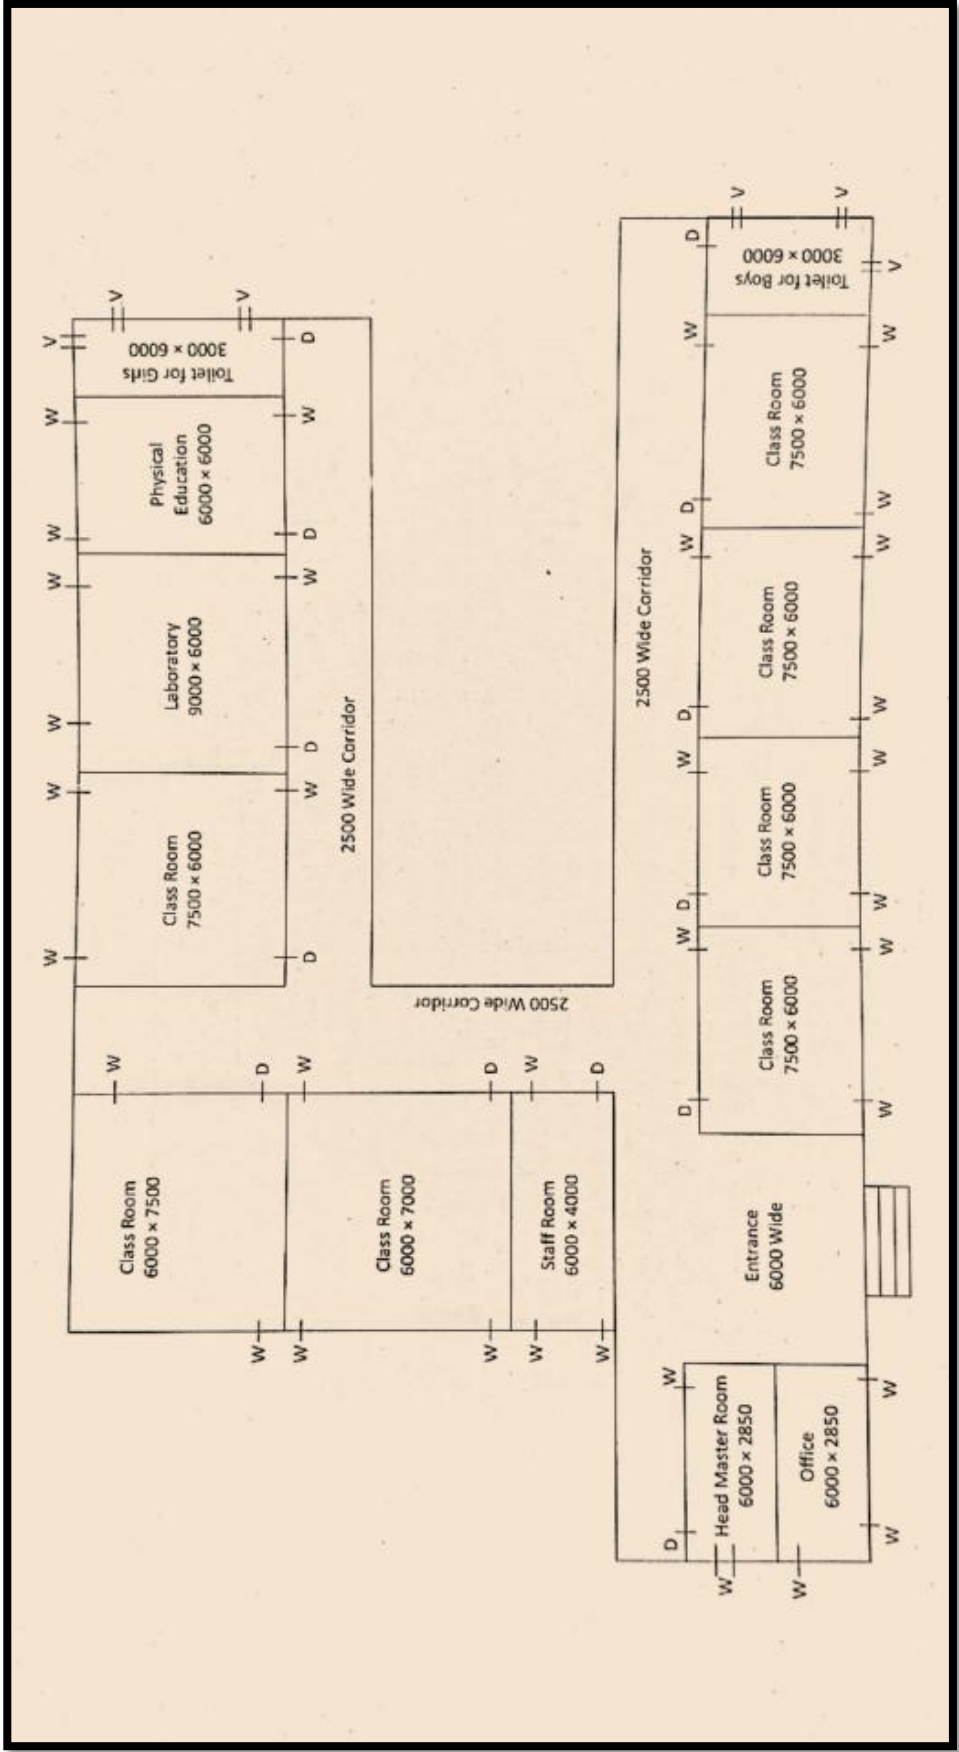 W
W
W
W
W
W
V
Class Room
6000 × 7500
W
Class Room
7500 × 6000
Laboratory
9000 × 6000
Physical
Education
6000 × 6000
Toilet for Girls
3000 × 6000
V
V
W
D
W
W
D
W
D
W
D
W
D
2500 Wide Corridor
Class Room
6000 × 7000
W
D
2500 Wide Corridor
W
W
Staff Room
6000 × 4000
W
D
W
2500 Wide Corridor
D
W
D
W
D
W
D
W
D
W
D
Head Master Room
6000 × 2850
W
Entrance
6000 Wide
Class Room
7500 × 6000
Class Room
7500 × 6000
Class Room
7500 × 6000
Class Room
7500 × 6000
Toilet for Boys
3000 × 6000
V
V
Office
6000 × 2850
W
W
W
W
W
W
W
W
W
W
W
V